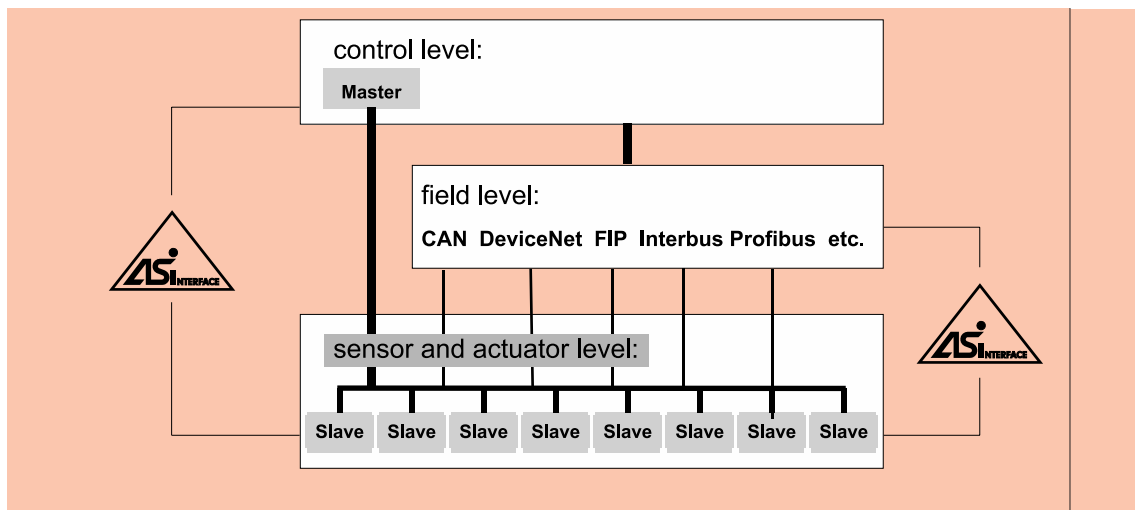 control level:
Master
field level:
CAN DeviceNet FIP Interbus Profibus etc.
ASi INTERFACE
ASi INTERFACE
sensor and actuator level:
Slave Slave Slave Slave Slave Slave Slave Slave